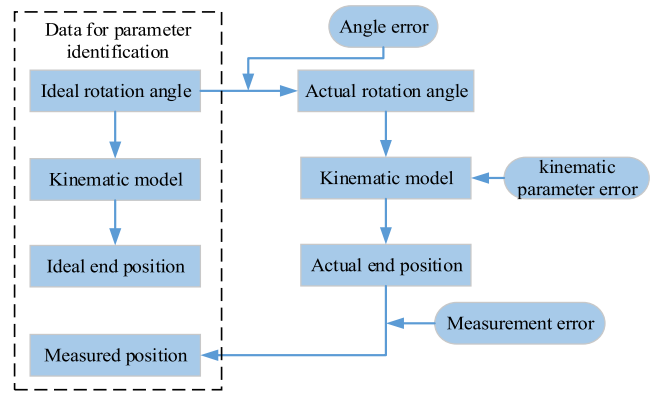 Data for parameter
identification
Angle error
Ideal rotation angle
Actual rotation angle
Kinematic model
Kinematic model
kinematic
parameter error
Ideal end position
Actual end position
Measurement error
Measured position